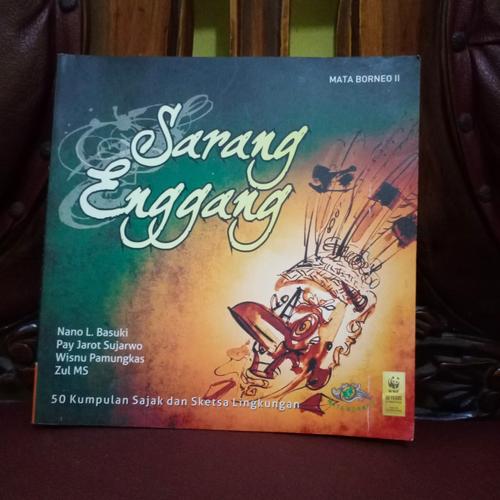 MATA BORNEO II
Sarang
Enggang
Nano L. Basuki
Pay Jarot Sujarwo
Wisnu Pamungkas
Zul MS
50 Kumpulan Sajak dan Sketsa Lingkungan
WWF